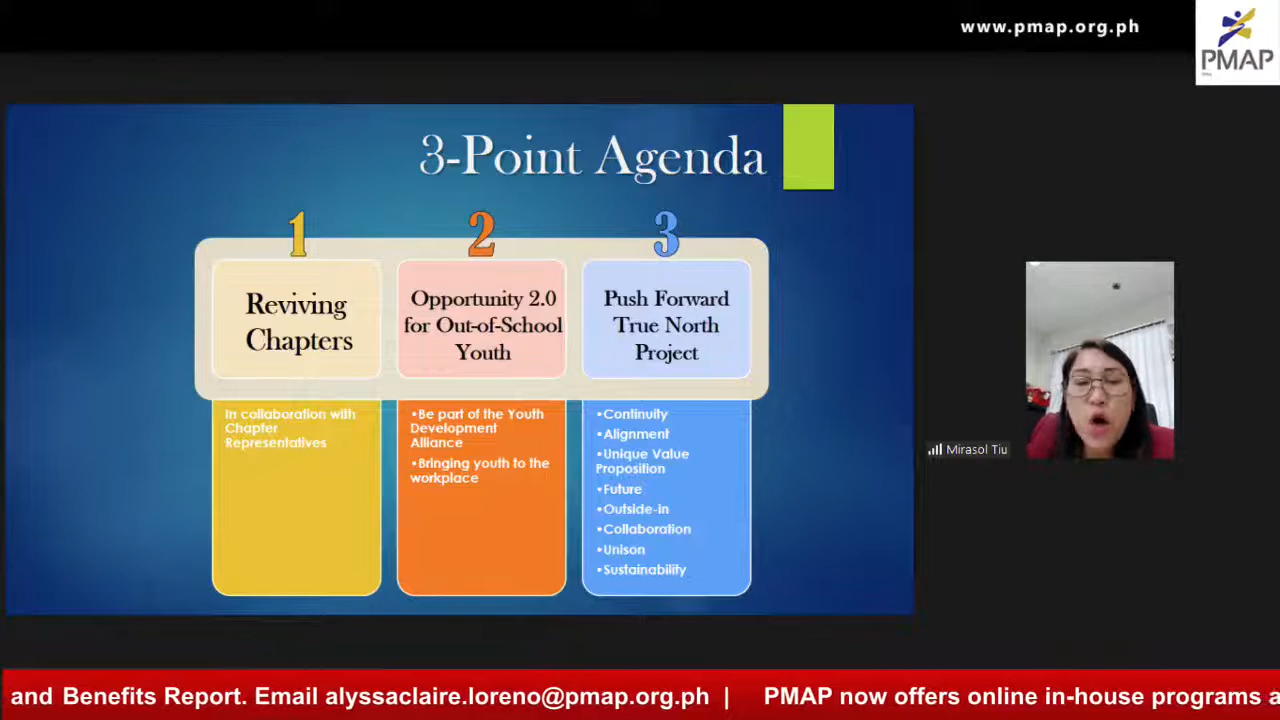 www.pmap.org.ph
PMAP
3-Point Agenda
1
Reviving
Chapters
In collaboration with
Chapter
Representatives
2
Opportunity 2.0
for Out-of-School
Youth
•Be part of the Youth
Development
Alliance
•Bringing youth to the
workplace
3
Push Forward
True North
Project
•Continuity
•Alignment
•Unique Value
Proposition
•Future
•Outside-in
•Collaboration
•Unison
•Sustainability
Mirasol Tiu
and Benefits Report. Email alyssaclaire.loreno@pmap.org.ph | PMAP now offers online in-house programs a